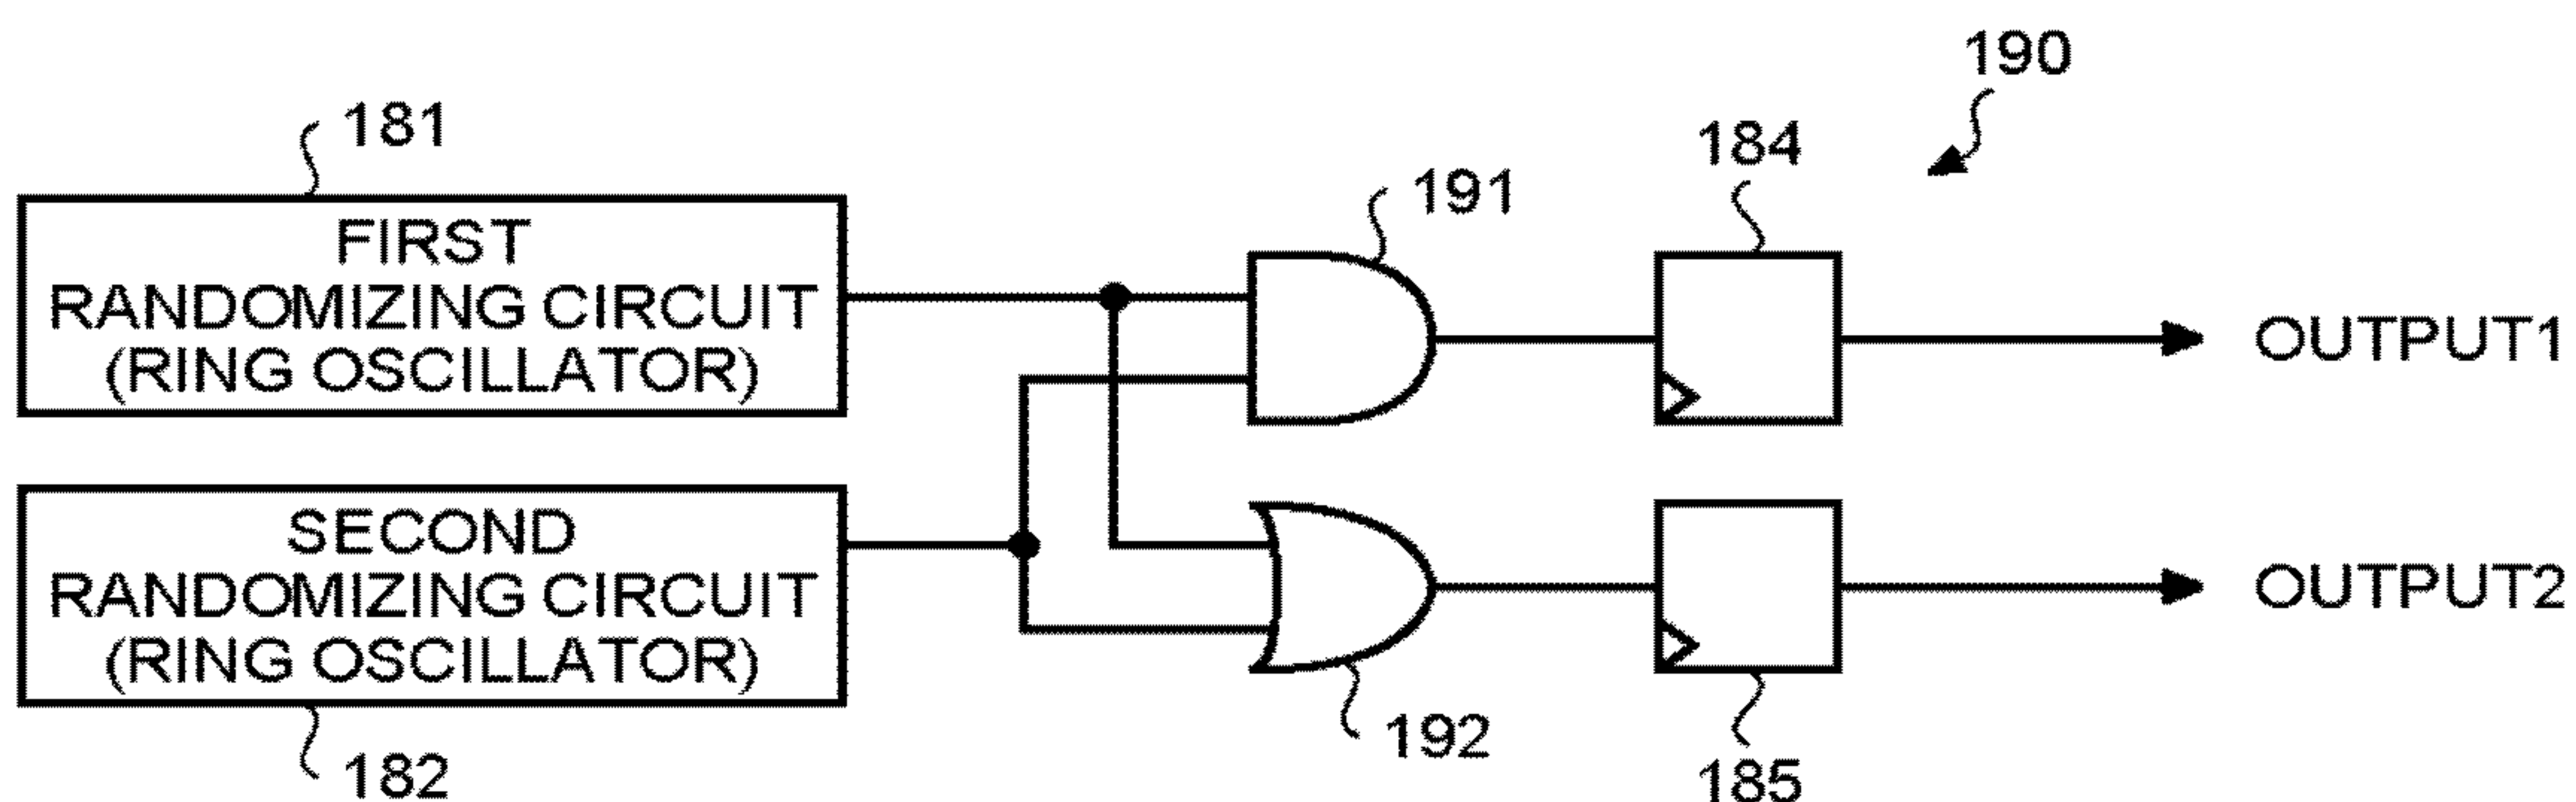 190
181
184
191
FIRST
RANDOMIZING CIRCUIT
(RING OSCILLATOR)
OUTPUT1
SECOND
RANDOMIZING CIRCUIT
(RING OSCILLATOR)
OUTPUT2
192
182
185